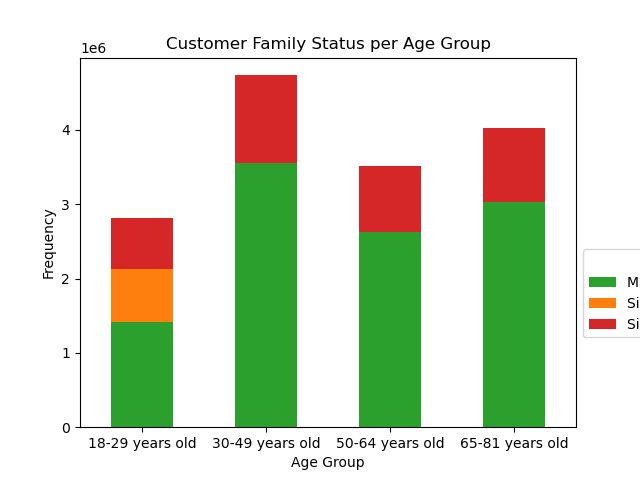 Customer Family Status per Age Group
1e6
4
3
2
1
0
Frequency
18-29 years old 30-49 years old 50-64 years old 65-81 years old
Age Group
M
Si
Si